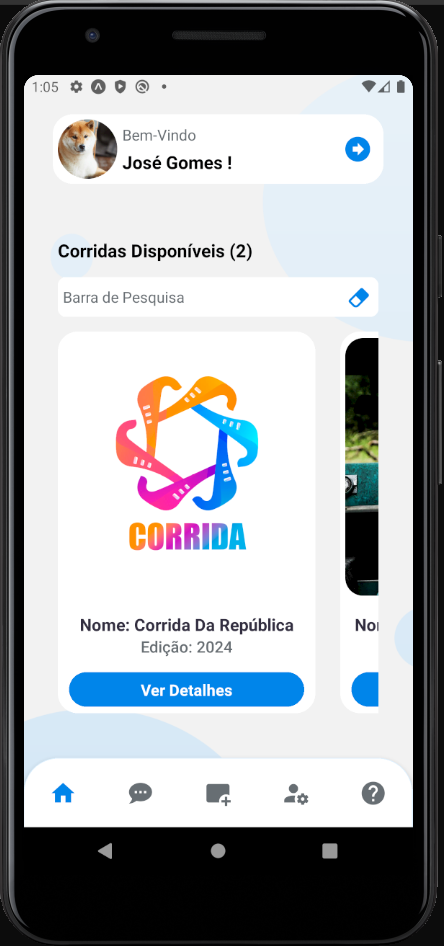 1:05
Bem-Vindo
José Gomes !
Corridas Disponíveis (2)
Barra de Pesquisa
CORRIDA
Nome: Corrida Da República
Edição: 2024
Ver Detalhes